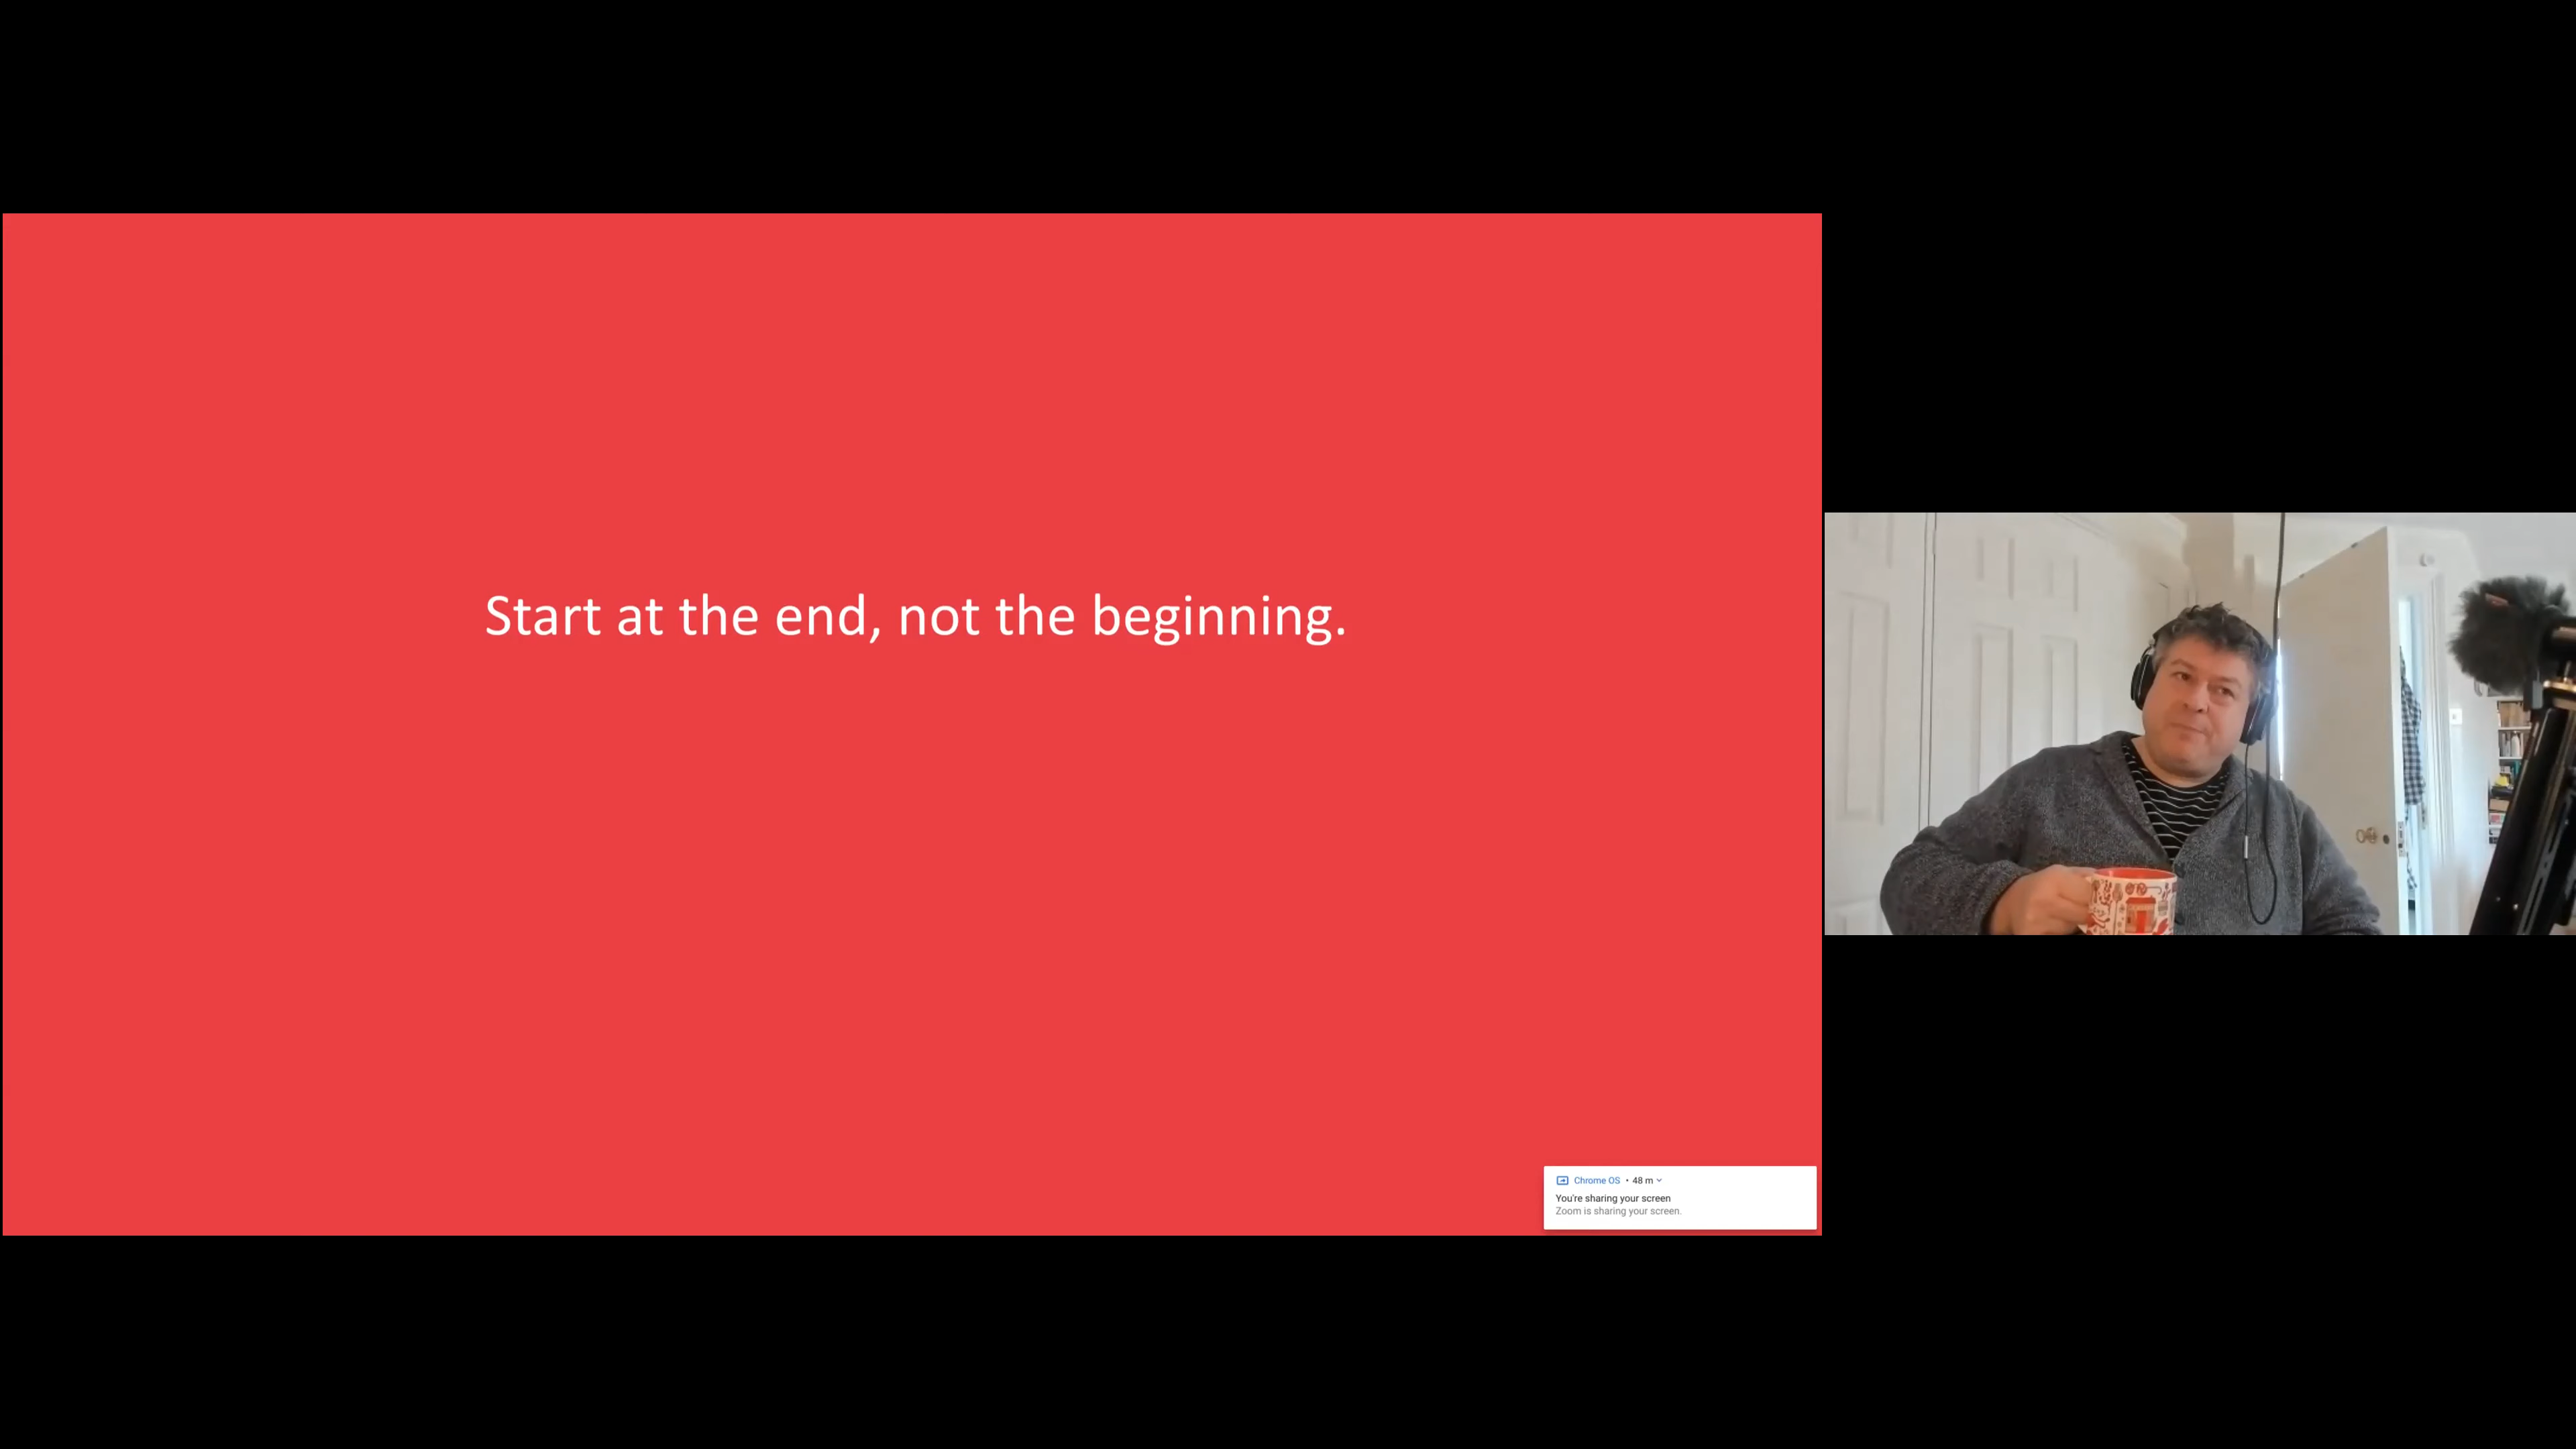 Start at the end, not the beginning.
Chrome OS • 48 m
You're sharing your screen
Zoom is sharing your screen.